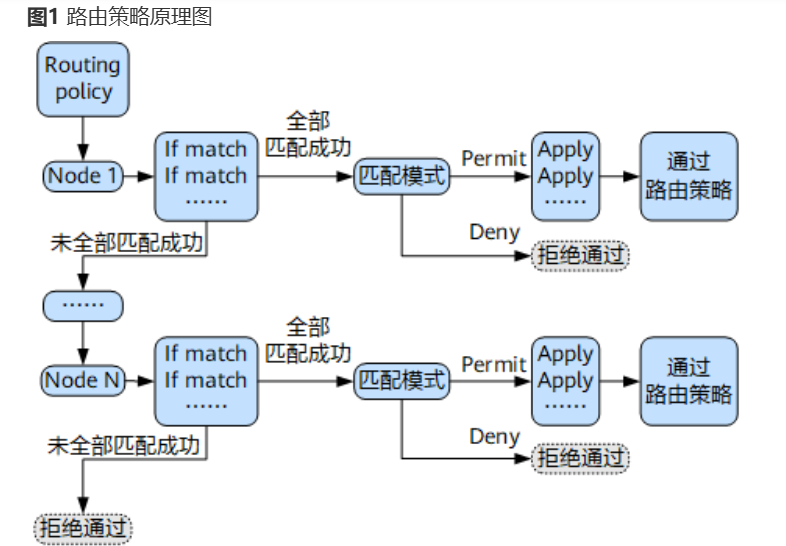 图1 路由策略原理图
Routing
policy
Node 1
If match
If match
······
全部
匹配成功
匹配模式
Permit
Apply
Apply
······
通过
路由策略
Deny
拒绝通过
未全部匹配成功
······
Node N
If match
If match
······
全部
匹配成功
匹配模式
Permit
Apply
Apply
······
通过
路由策略
Deny
拒绝通过
未全部匹配成功
拒绝通过